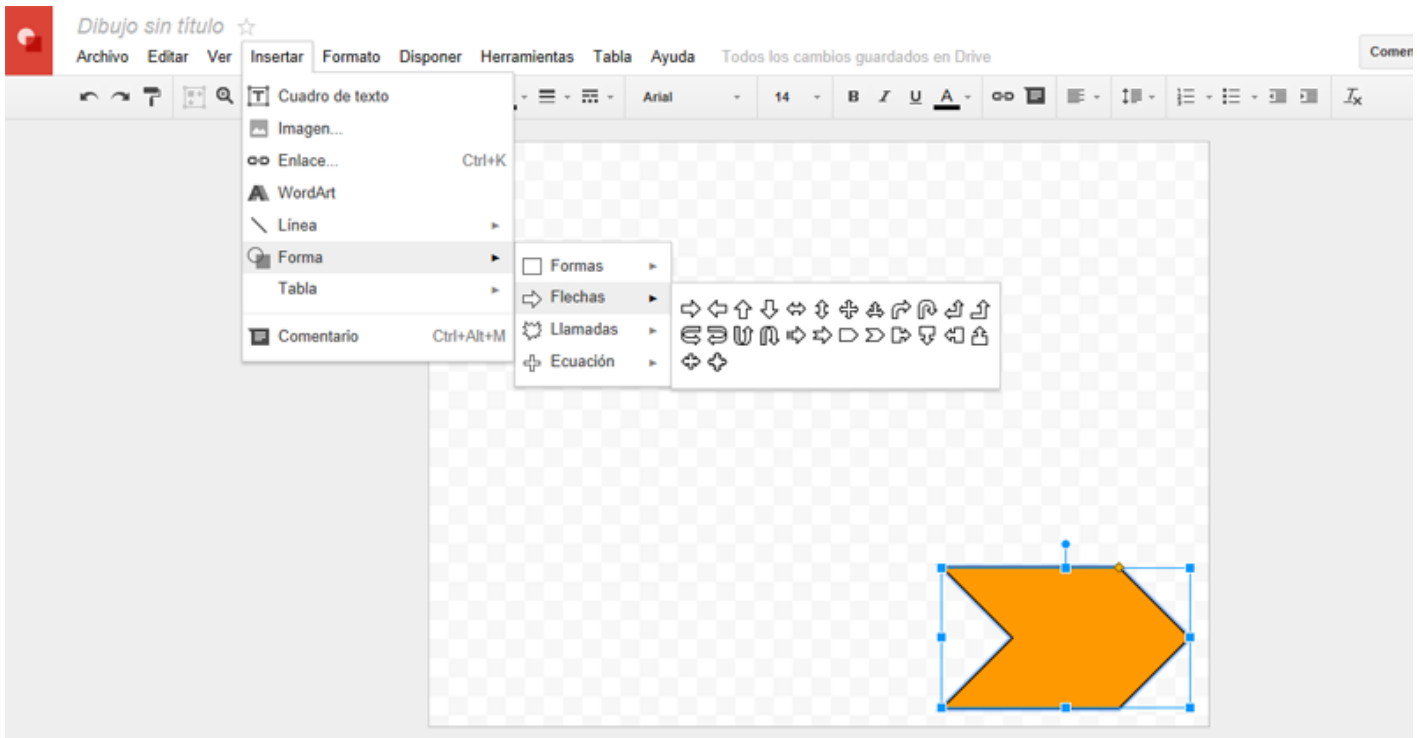 Dibujo sin título
Archivo Editar Ver Insertar Formato Disponer Herramientas Tabla Ayuda Todos los cambios guardados en Drive
Comen
Arial 14 B I U A
Cuadro de texto
Imagen...
Enlace... Ctrl+K
WordArt
Línea
Forma
Tabla
Comentario Ctrl+Alt+M
Formas
Flechas
Llamadas
Ecuación